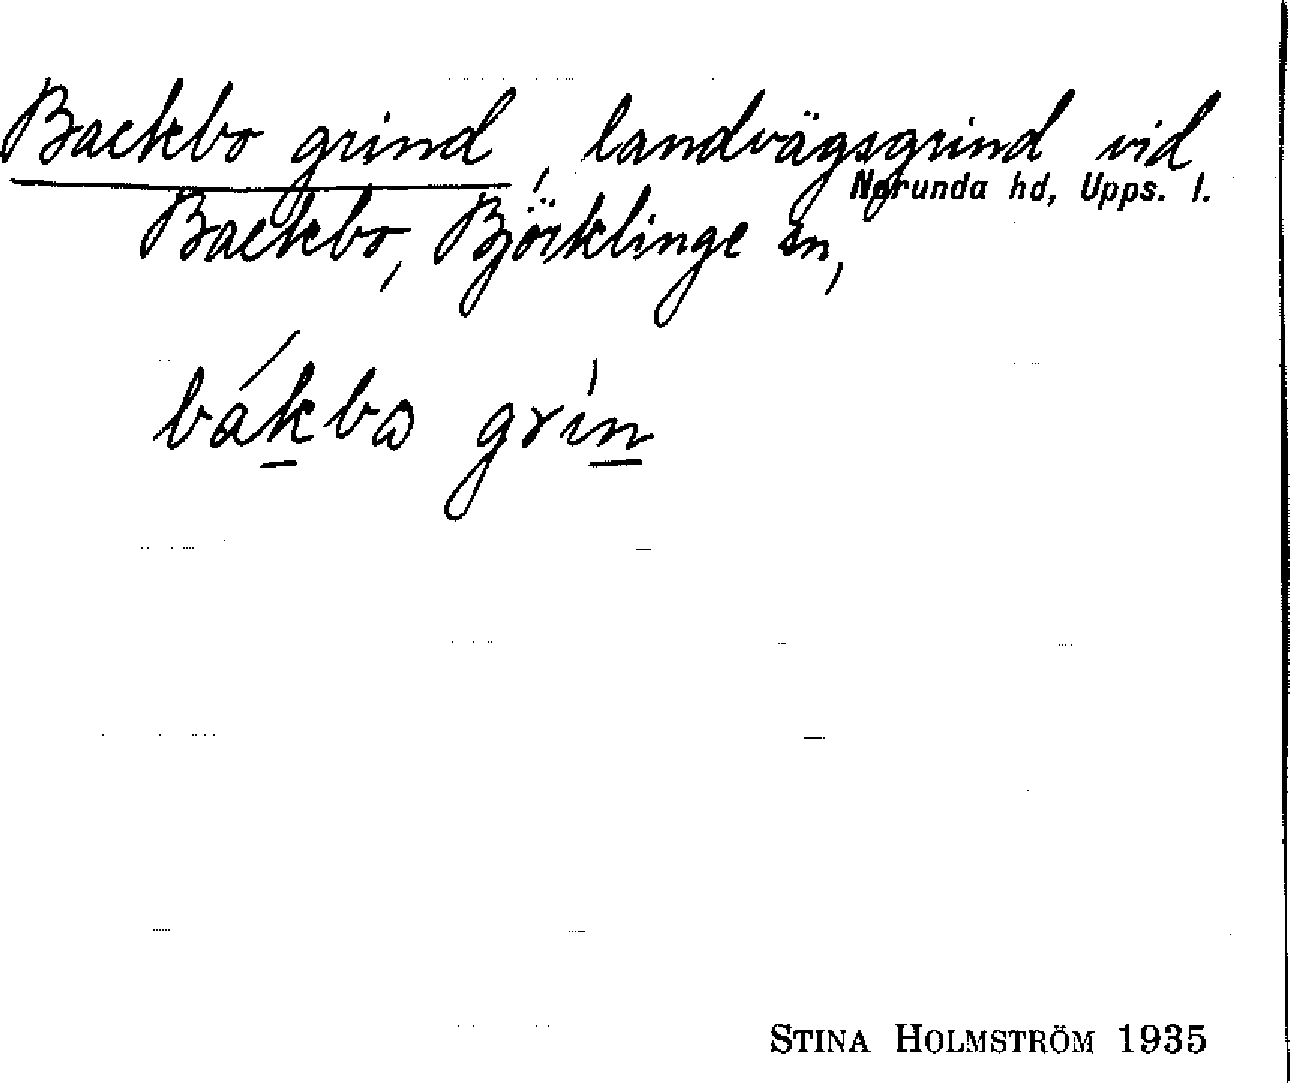 Backbo grind, landvägsgrind vid
Norunda hd, Upps. l.
Backbo, Björklinge sn,
bákbo grín
STINA HOLMSTRÖM 1935